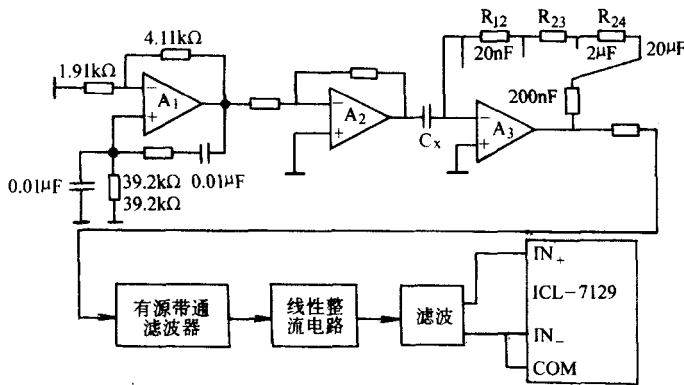 4.11kΩ
1.91kΩ
A₁
0.01μF
39.2kΩ
39.2kΩ
0.01μF
A₂
Cₓ
R₁₂
R₂₃
R₂₄
20nF
2μF
20μF
200nF
A₃
有源带通
滤波器
线性整
流电路
滤波
IN₊
ICL-7129
IN₋
COM